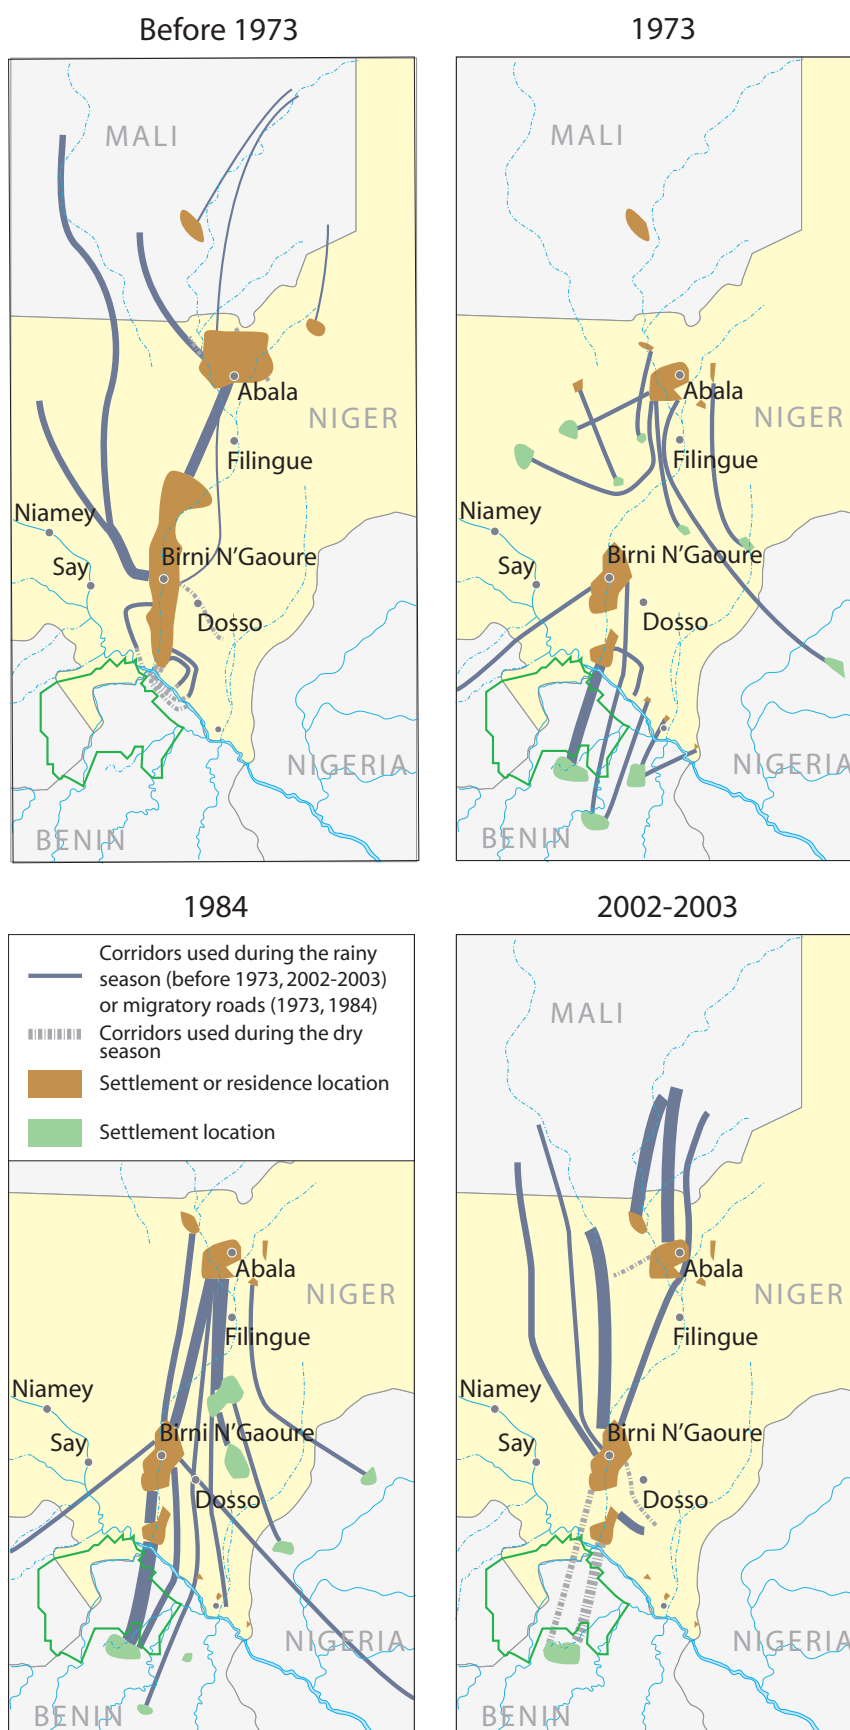 Before 1973
MALI
Abala
NIGER
Filingue
Niamey
Birni N'Gaoure
Say
Dosso
NIGERIA
BENIN
1973
MALI
Abala
NIGER
Filingue
Niamey
Birni N'Gaoure
Say
Dosso
NIGERIA
BENIN
1984
Corridors used during the rainy
season (before 1973, 2002-2003)
or migratory roads (1973, 1984)
Corridors used during the dry
season
Settlement or residence location
Settlement location
Abala
NIGER
Filingue
Niamey
Birni N'Gaoure
Say
Dosso
NIGERIA
BENIN
2002-2003
MALI
Abala
NIGER
Filingue
Niamey
Birni N'Gaoure
Say
Dosso
NIGERIA
BENIN